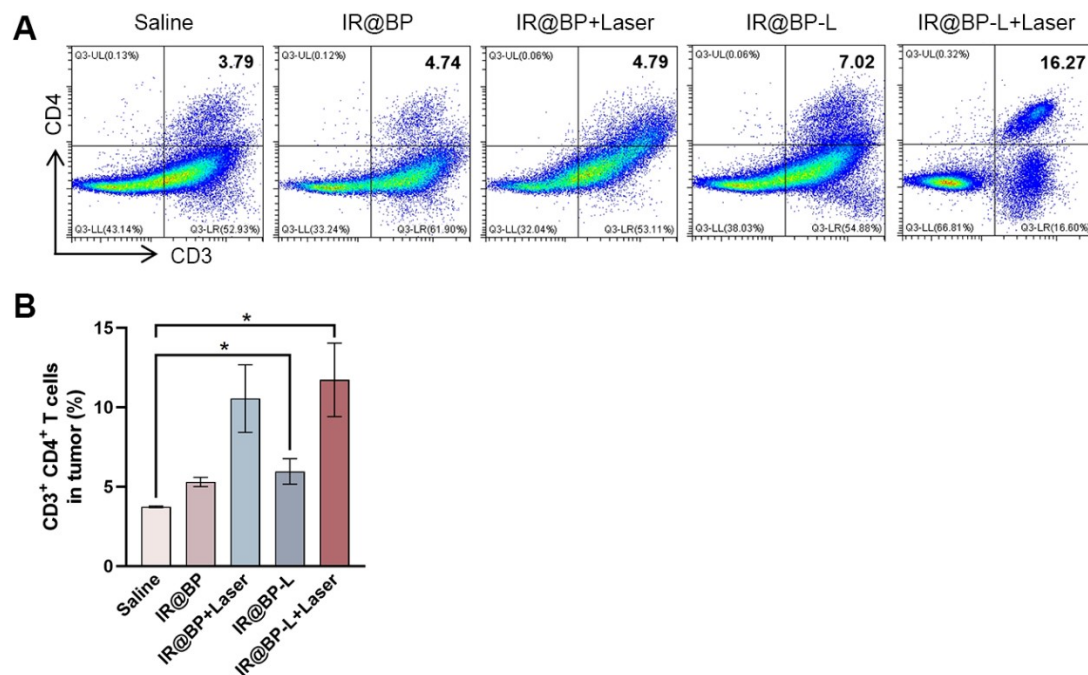 A
Saline
IR@BP
IR@BP+Laser
IR@BP-L
IR@BP-L+Laser
Q3-UL(0.13%)
3.79
Q3-UL(0.12%)
4.74
Q3-UL(0.06%)
4.79
Q3-UL(0.06%)
7.02
Q3-UL(0.32%)
16.27
CD4
Q3-LL(43.14%)
Q3-LR(52.93%)
Q3-LL(33.24%)
Q3-LR(61.90%)
Q3-LL(32.04%)
Q3-LR(53.11%)
Q3-LL(38.03%)
Q3-LR(54.88%)
Q3-LL(66.81%)
Q3-LR(16.60%)
CD3
B
CD3+ CD4+ T cells
in tumor (%)
15
10
5
0
*
*
Saline
IR@BP
IR@BP+Laser
IR@BP-L
IR@BP-L+Laser